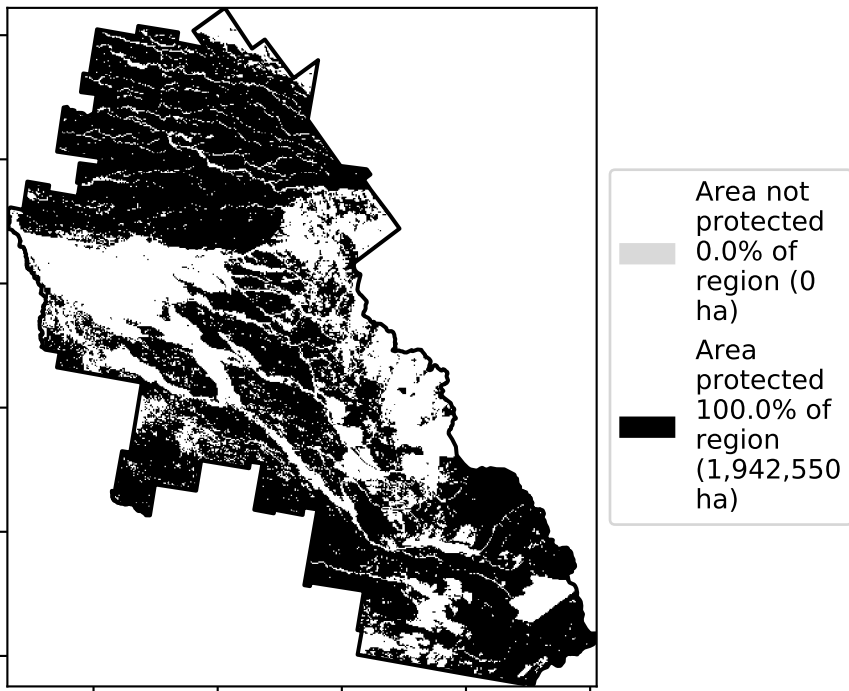 Area not
protected
0.0% of
region (0
ha)
Area
protected
100.0% of
region
(1,942,550
ha)